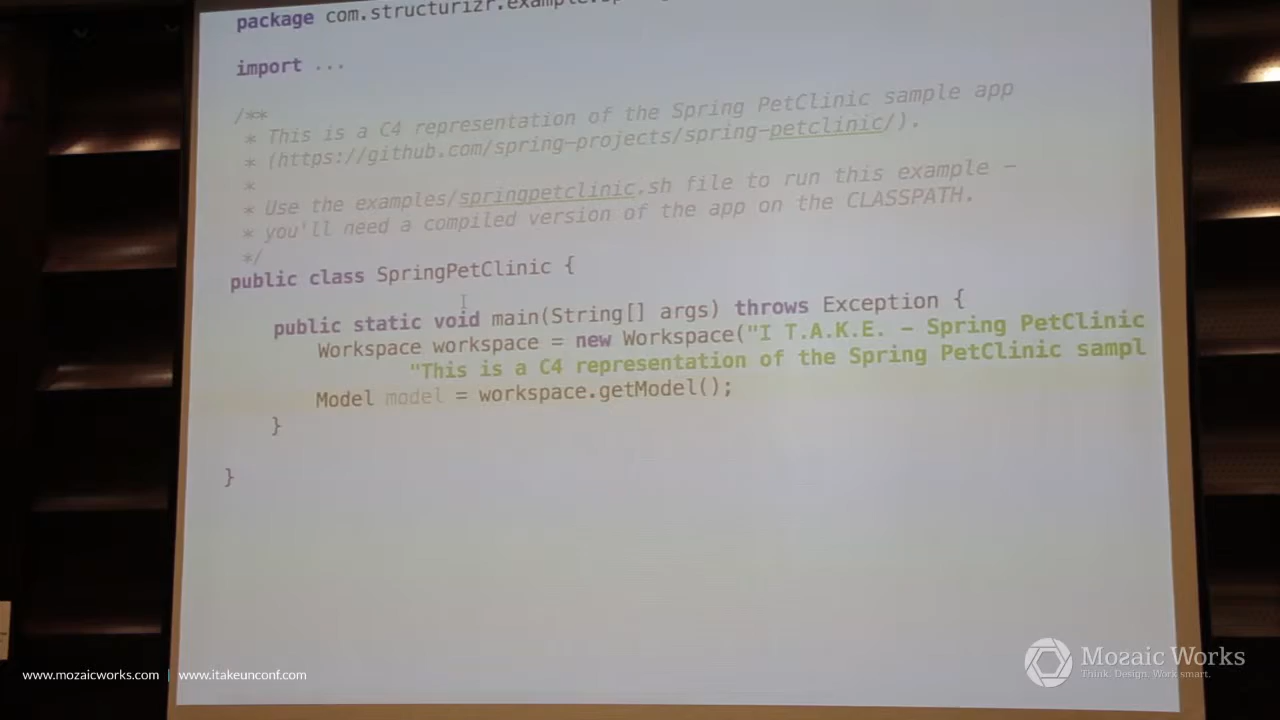 package com.structurizr.example.
import ...
/**
* This is a C4 representation of the Spring PetClinic sample app
* (https://github.com/spring-projects/spring-petclinic/).
*
* Use the examples/springpetclinic.sh file to run this example –
* you'll need a compiled version of the app on the CLASSPATH.
*/
public class SpringPetClinic {
public static void main(String[] args) throws Exception {
Workspace workspace = new Workspace("I T.A.K.E. – Spring PetClinic
"This is a C4 representation of the Spring PetClinic sampl
Model model = workspace.getModel();
}
}
www.mozaicworks.com | www.itakeunconf.com
Mozaic Works
Think. Design. Work smart.